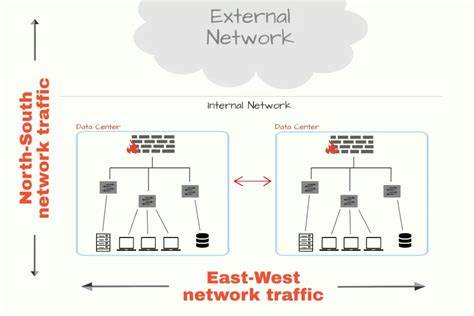 External
Network
Internal Network
Data Center
Data Center
North-South
network traffic
East-West
network traffic